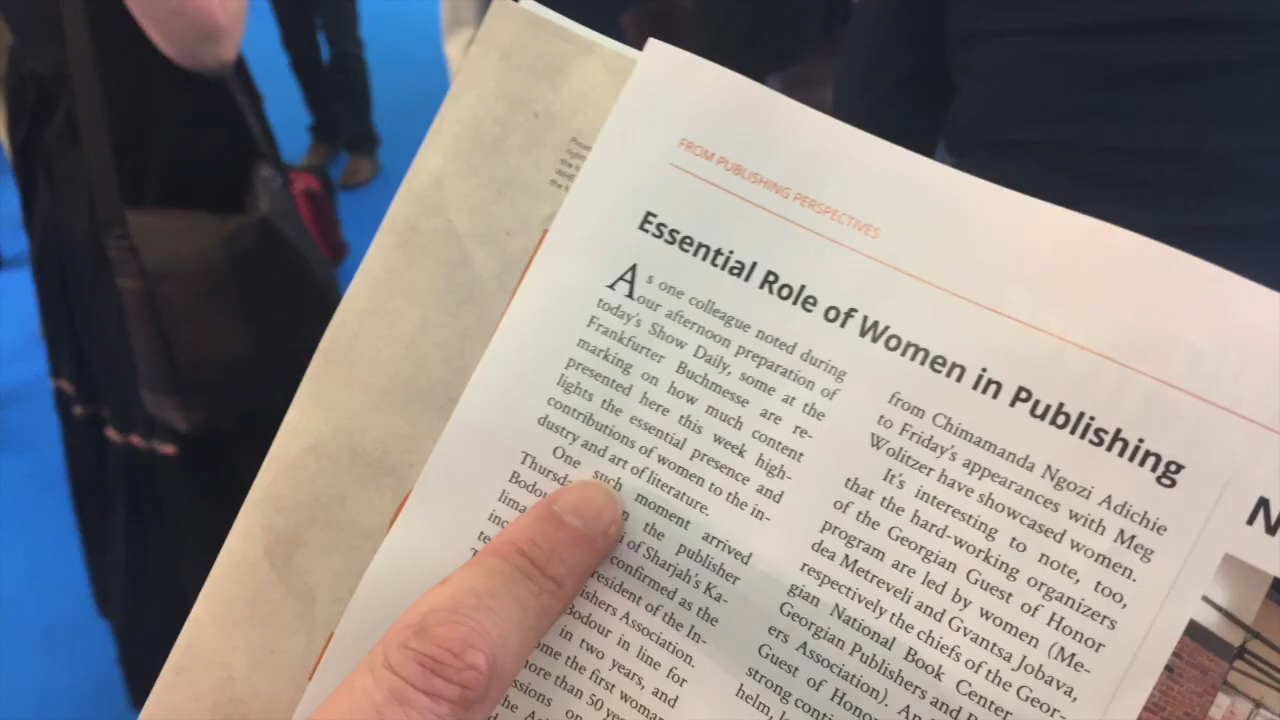 FROM PUBLISHING PERSPECTIVES
Essential Role of Women in Publishing
As one colleague noted during
our afternoon preparation of
today's Show Daily, some at the
Frankfurter Buchmesse are re-
marking on how much content
presented here this week high-
lights the essential presence and
contributions of women to the in-
dustry and art of literature.
One such moment arrived
the publisher
of Sharjah's Ka-
confirmed as the
resident of the In-
ishers Association.
Bodour in line for
in two years, and
ome the first woman
more than 50
from Chimamanda Ngozi Adichie
to Friday's appearances with Meg
Wolitzer have showcased women.
It's interesting to note, too,
that the hard-working organizers
of the Georgian Guest of Honor
program are led by women (Me-
dea Metreveli and Gvantsa Jobava,
respectively the chiefs of the Geor-
gian National Book Center
Georgian Publishers and
ers Association). An
Guest of Hono
strong conti
helm,
N